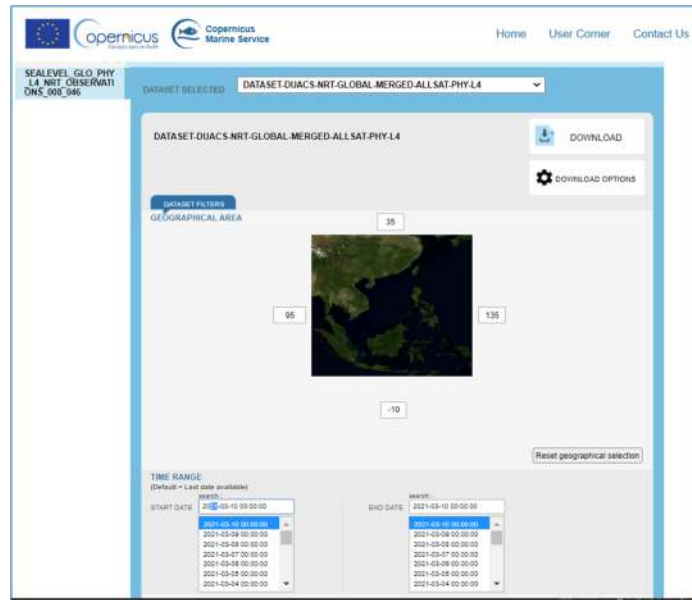 opernicus
Copernicus
Marine Service
Home User Corner Contact Us
SEALEVEL_GLO_PHY
_L4_NRT_OBSERVATI
ONS_008_046
DATASET SELECTED DATASET-DUACS-NRT-GLOBAL-MERGED-ALLSAT-PHY-L4
DATASET-DUACS-NRT-GLOBAL-MERGED-ALLSAT-PHY-L4
DOWNLOAD
DOWNLOAD OPTIONS
DATASET FILTERS
GEOGRAPHICAL AREA
35
95 135
-10
Reset geographical selection
TIME RANGE
(Default = Last date available)
search : search :
START DATE 2021-03-10 00:00:00 END DATE 2021-03-10 00:00:00
2021-03-10 00:00:00 2021-03-10 00:00:00
2021-03-09 00:00:00 2021-03-09 00:00:00
2021-03-08 00:00:00 2021-03-08 00:00:00
2021-03-07 00:00:00 2021-03-07 00:00:00
2021-03-06 00:00:00 2021-03-06 00:00:00
2021-03-05 00:00:00 2021-03-05 00:00:00
2021-03-04 00:00:00 2021-03-04 00:00:00